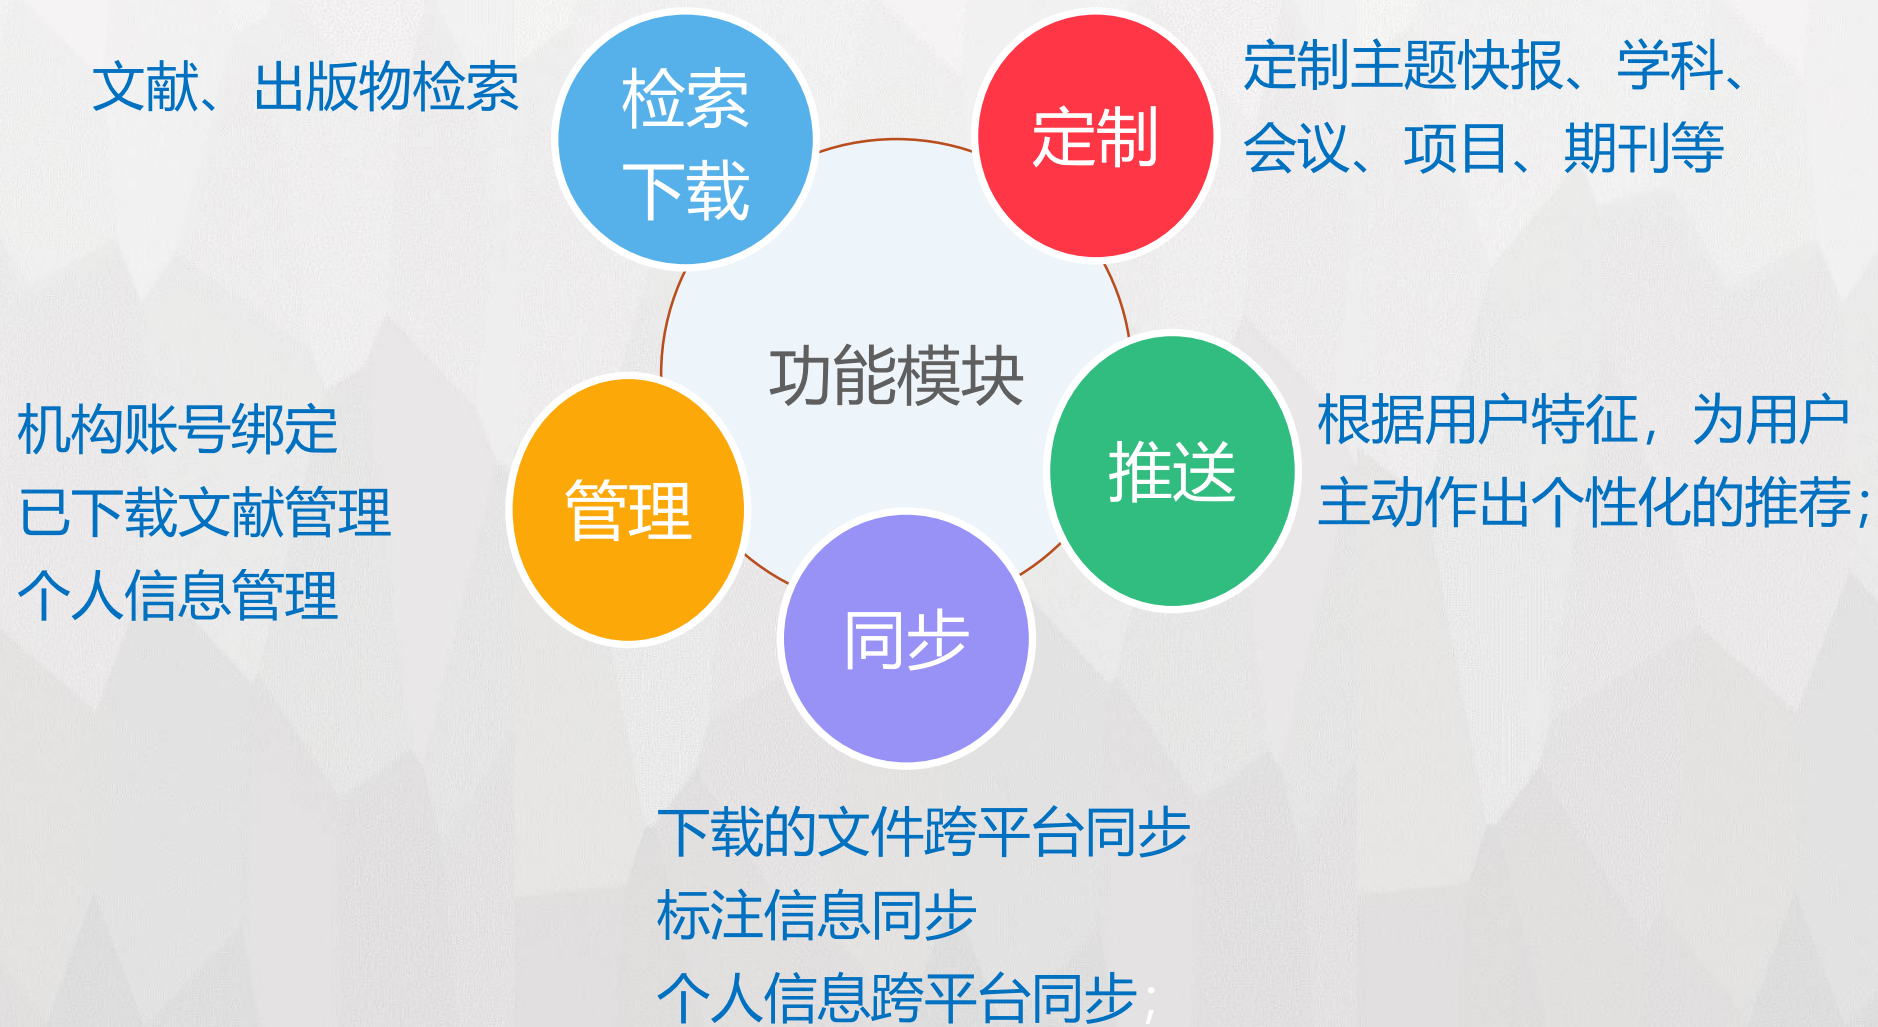 文献、出版物检索
检索
下载
定制
定制主题快报、学科、
会议、项目、期刊等
功能模块
机构账号绑定
已下载文献管理
个人信息管理
管理
推送
根据用户特征，为用户
主动作出个性化的推荐；
同步
下载的文件跨平台同步
标注信息同步
个人信息跨平台同步；